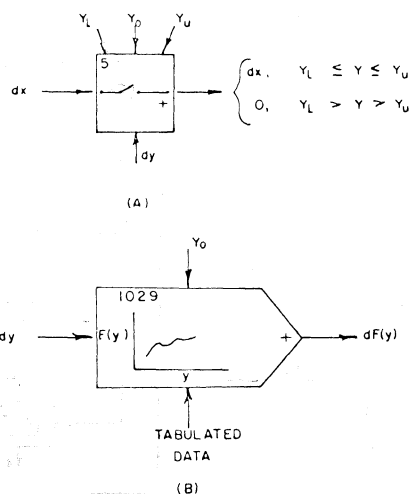 Y_L Y_0 Y_U
5
dx
+
dx, Y_L ≤ Y ≤ Y_U
0, Y_L > Y > Y_U
dy
(A)
Y_0
1029
dy
F(y)
+
dF(y)
y
TABULATED
DATA
(B)